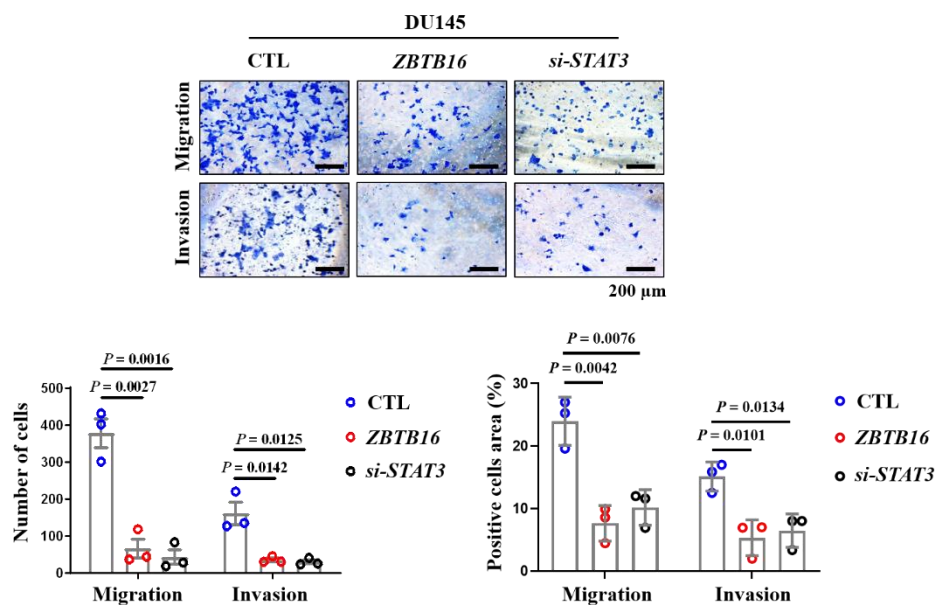 DU145
CTL ZBTB16 si-STAT3
Migration
Invasion
200 μm
P = 0.0016
P = 0.0027
P = 0.0125
P = 0.0142
Number of cells
500
400
300
200
100
0
Migration Invasion
CTL
ZBTB16
si-STAT3
P = 0.0076
P = 0.0042
P = 0.0134
P = 0.0101
Positive cells area (%)
30
20
10
0
Migration Invasion
CTL
ZBTB16
si-STAT3